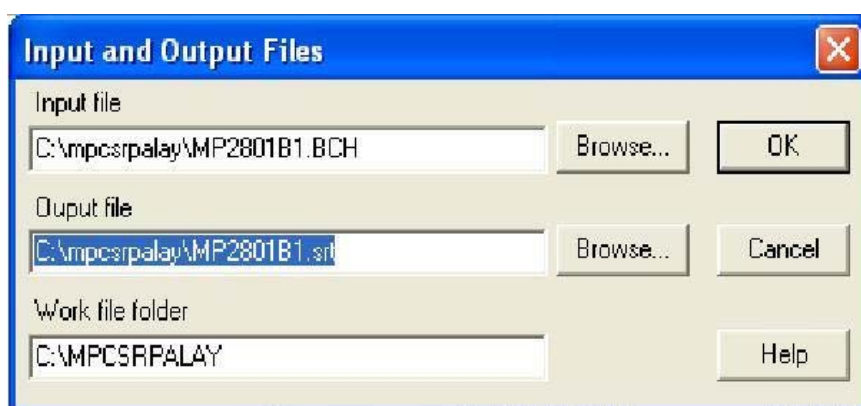 Input and Output Files
Input file
C:\mpcsrpalay\MP2801B1.BCH Browse... OK
Ouput file
C:\mpcsrpalay\MP2801B1.srt Browse... Cancel
Work file folder
C:\MPCSRPALAY Help